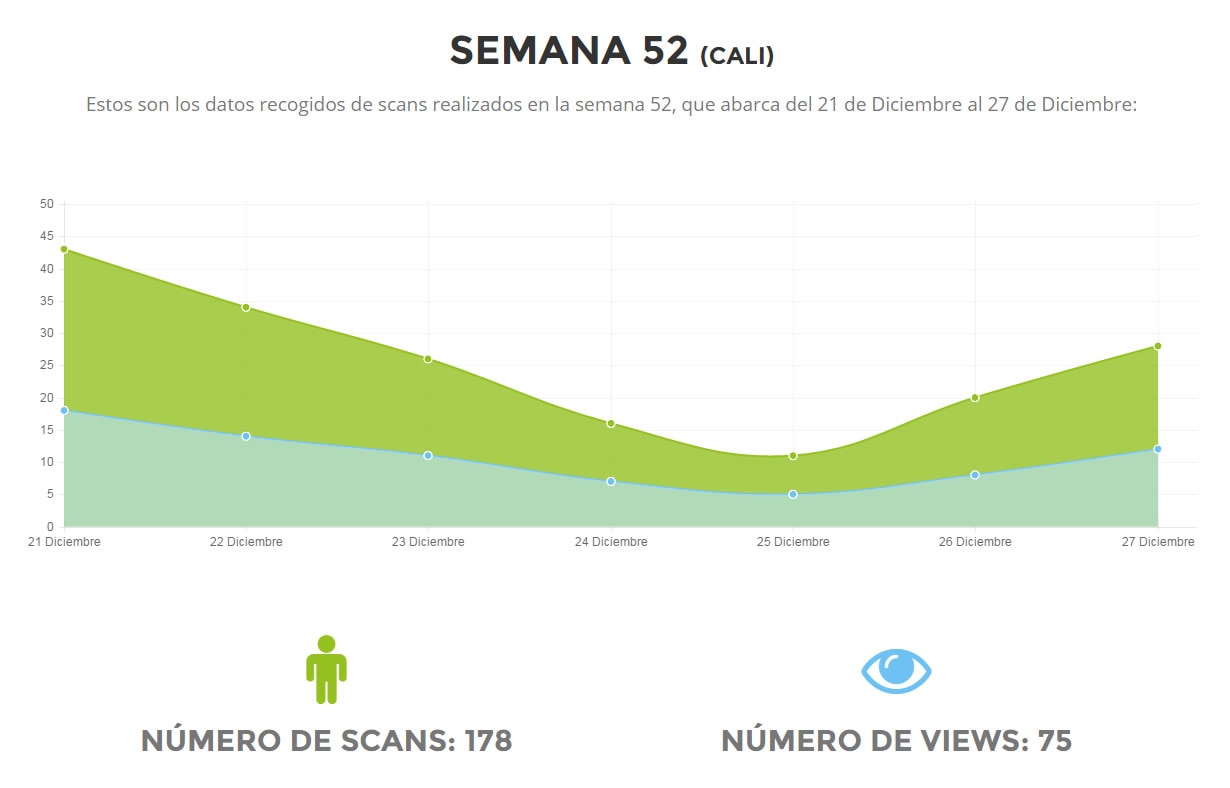 SEMANA 52 (CALI)
Estos son los datos recogidos de scans realizados en la semana 52, que abarca del 21 de Diciembre al 27 de Diciembre:
50
45
40
35
30
25
20
15
10
5
0
21 Diciembre 22 Diciembre 23 Diciembre 24 Diciembre 25 Diciembre 26 Diciembre 27 Diciembre
NÚMERO DE SCANS: 178 NÚMERO DE VIEWS: 75